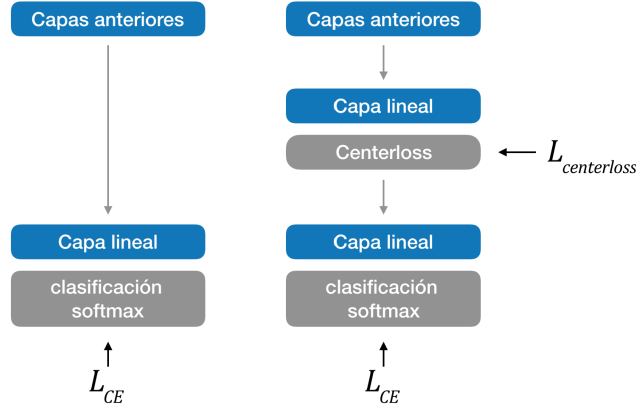 Capas anteriores
Capa lineal
clasificación
softmax
L_CE
Capas anteriores
Capa lineal
Centerloss
L_centerloss
Capa lineal
clasificación
softmax
L_CE